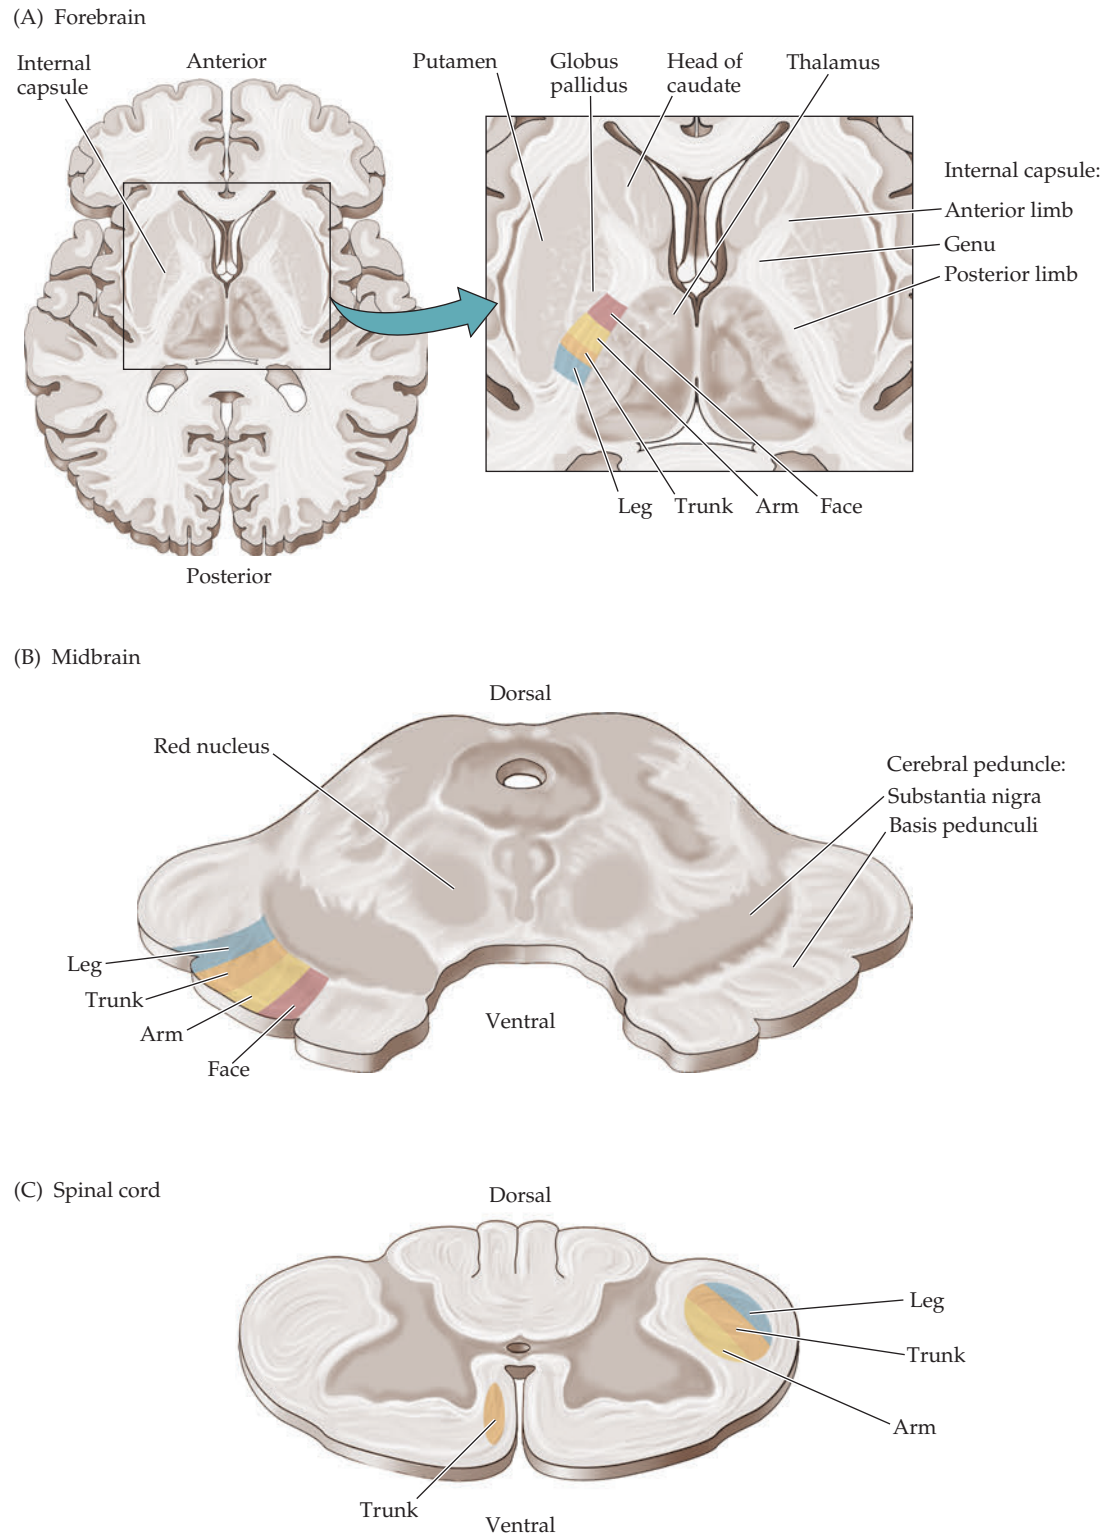 (A) Forebrain
Internal
capsule
Anterior
Posterior
Putamen
Globus
pallidus
Head of
caudate
Thalamus
Internal capsule:
Anterior limb
Genu
Posterior limb
Leg
Trunk
Arm
Face
(B) Midbrain
Dorsal
Red nucleus
Cerebral peduncle:
Substantia nigra
Basis pedunculi
Leg
Trunk
Arm
Face
Ventral
(C) Spinal cord
Dorsal
Leg
Trunk
Arm
Trunk
Ventral